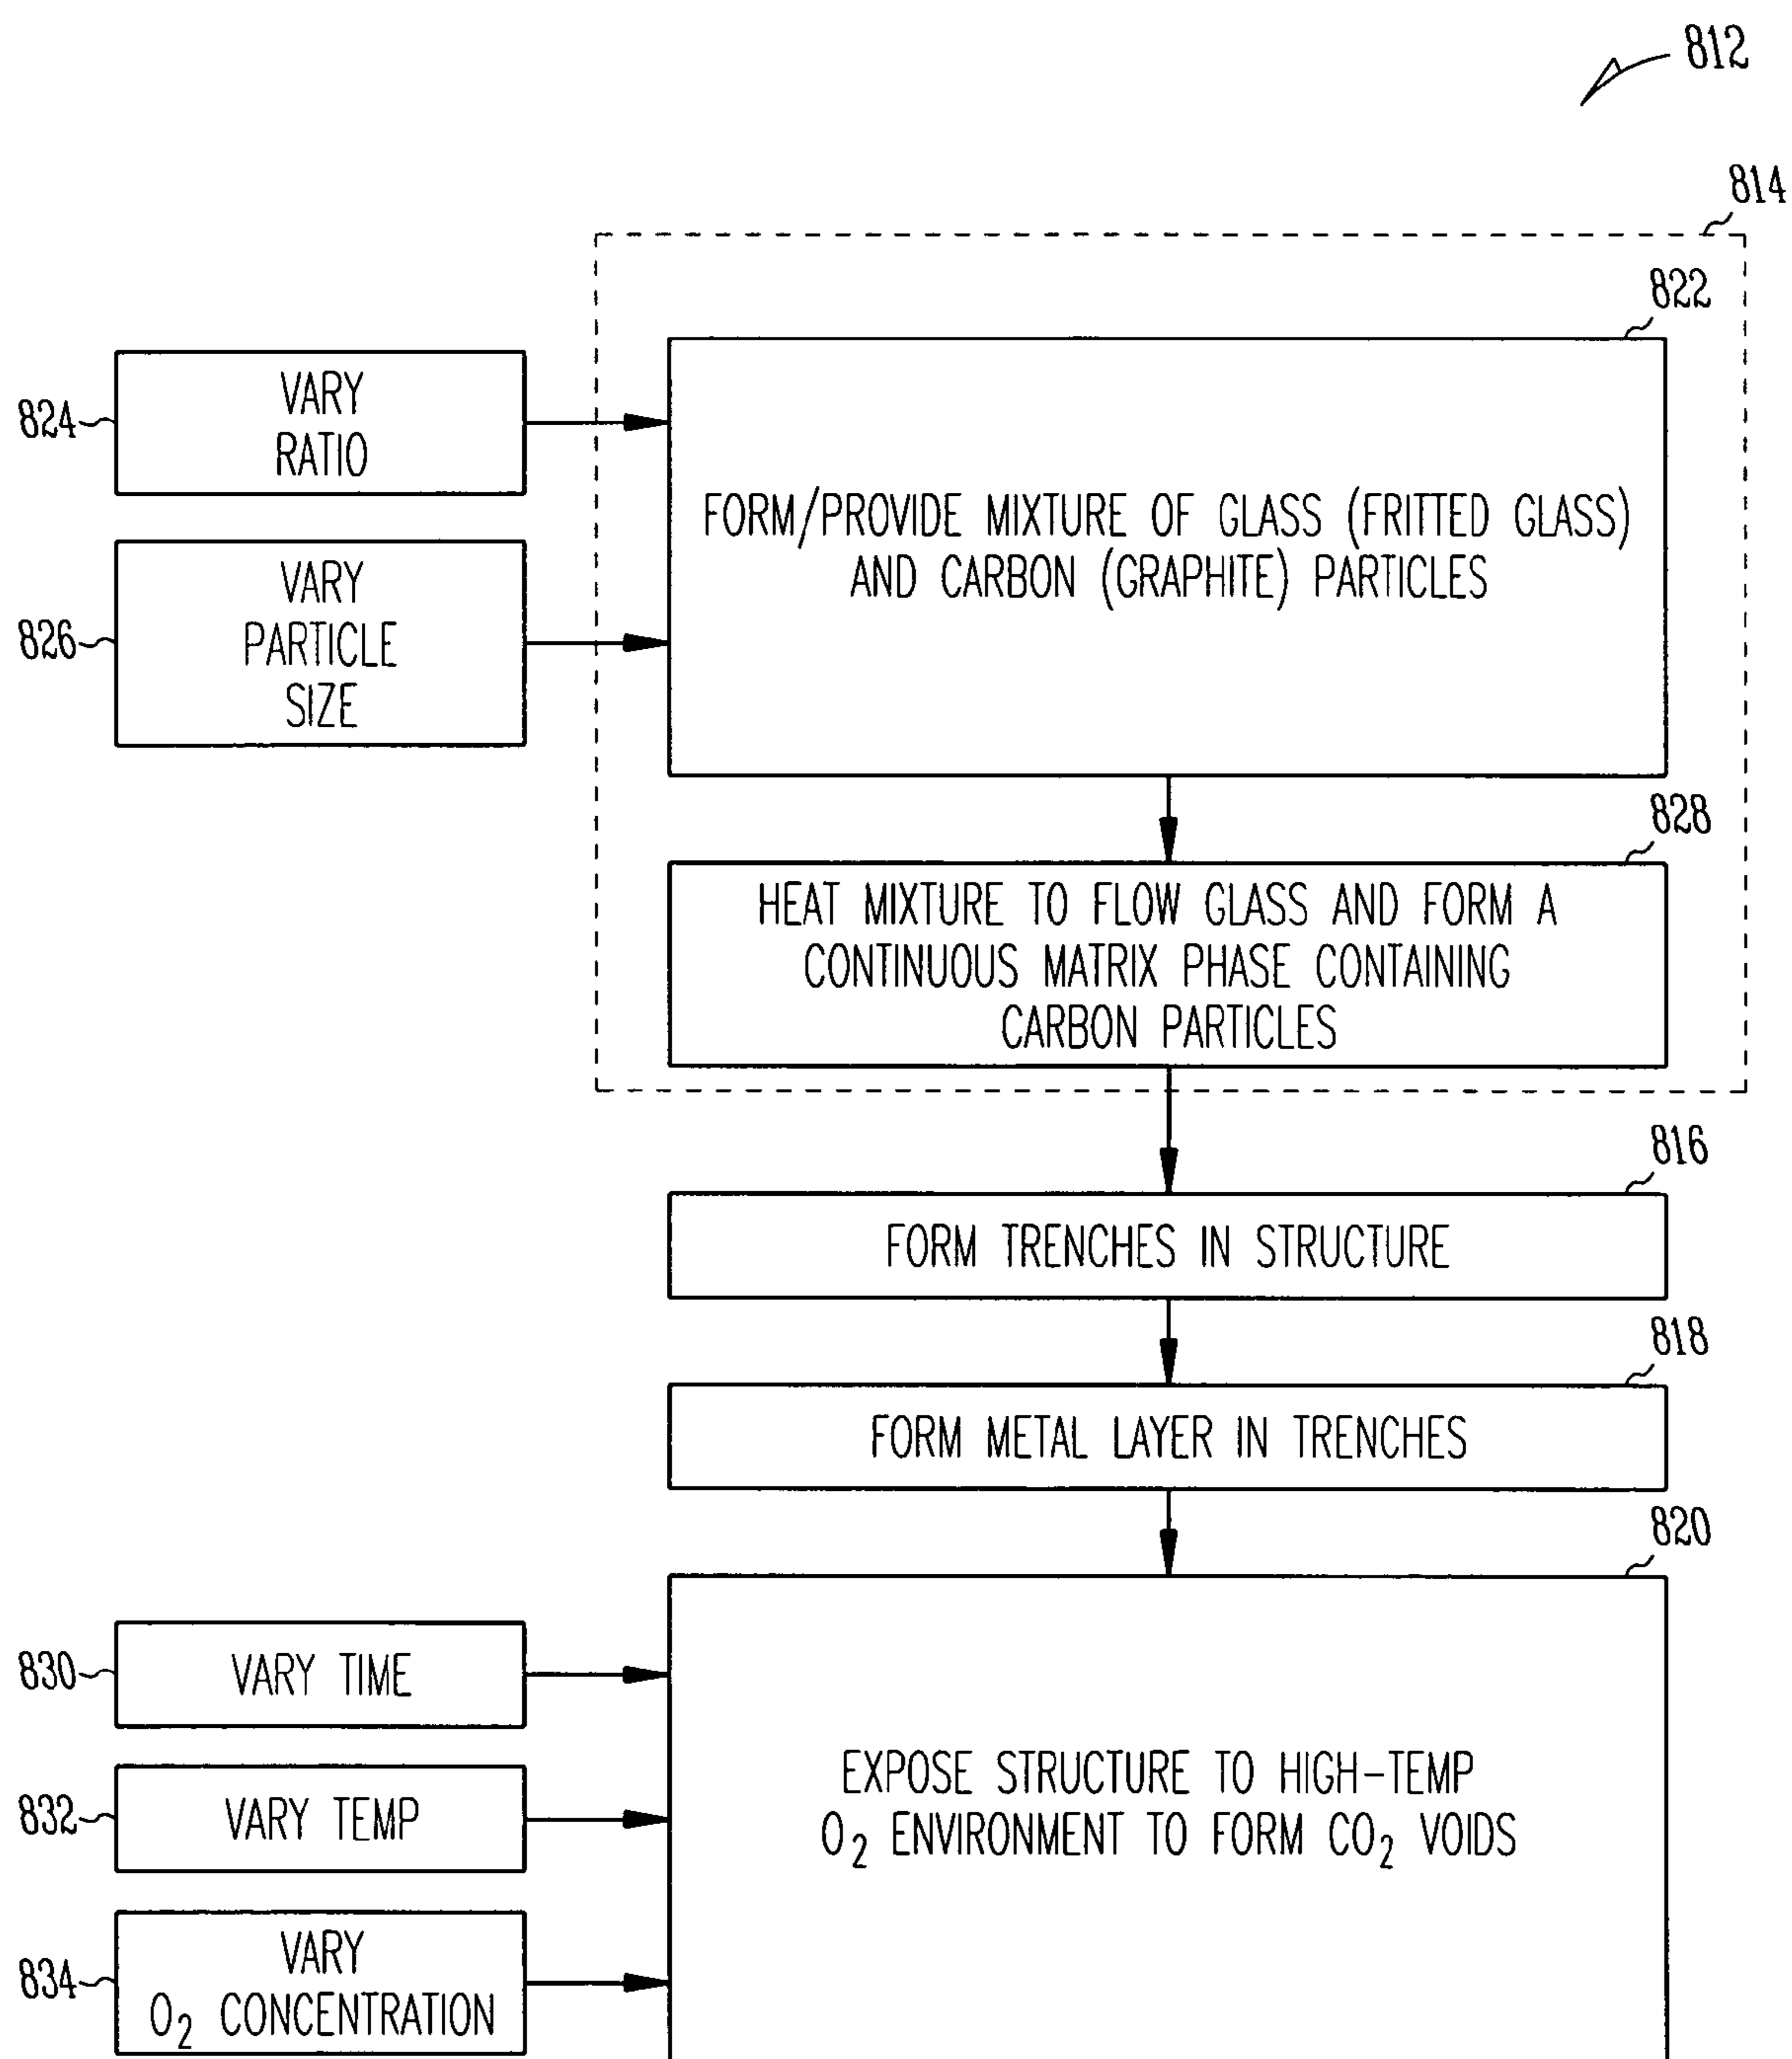 812
814
822
824
VARY
RATIO
FORM/PROVIDE MIXTURE OF GLASS (FRITTED GLASS)
AND CARBON (GRAPHITE) PARTICLES
826
VARY
PARTICLE
SIZE
828
HEAT MIXTURE TO FLOW GLASS AND FORM A
CONTINUOUS MATRIX PHASE CONTAINING
CARBON PARTICLES
816
FORM TRENCHES IN STRUCTURE
818
FORM METAL LAYER IN TRENCHES
820
830
VARY TIME
832
VARY TEMP
EXPOSE STRUCTURE TO HIGH-TEMP
O₂ ENVIRONMENT TO FORM CO₂ VOIDS
834
VARY
O₂ CONCENTRATION